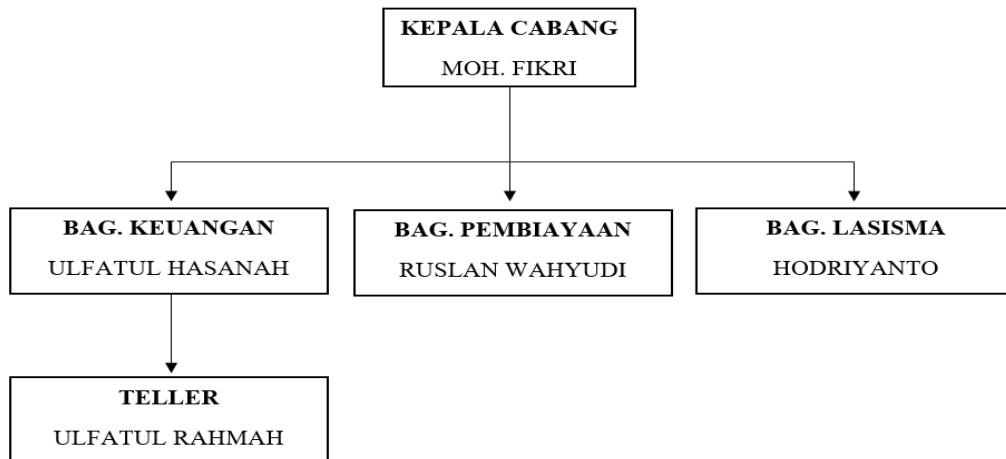 KEPALA CABANG
MOH. FIKRI
BAG. KEUANGAN
ULFATUL HASANAH
BAG. PEMBIAYAAN
RUSLAN WAHYUDI
BAG. LASISMA
HODRIYANTO
TELLER
ULFATUL RAHMAH